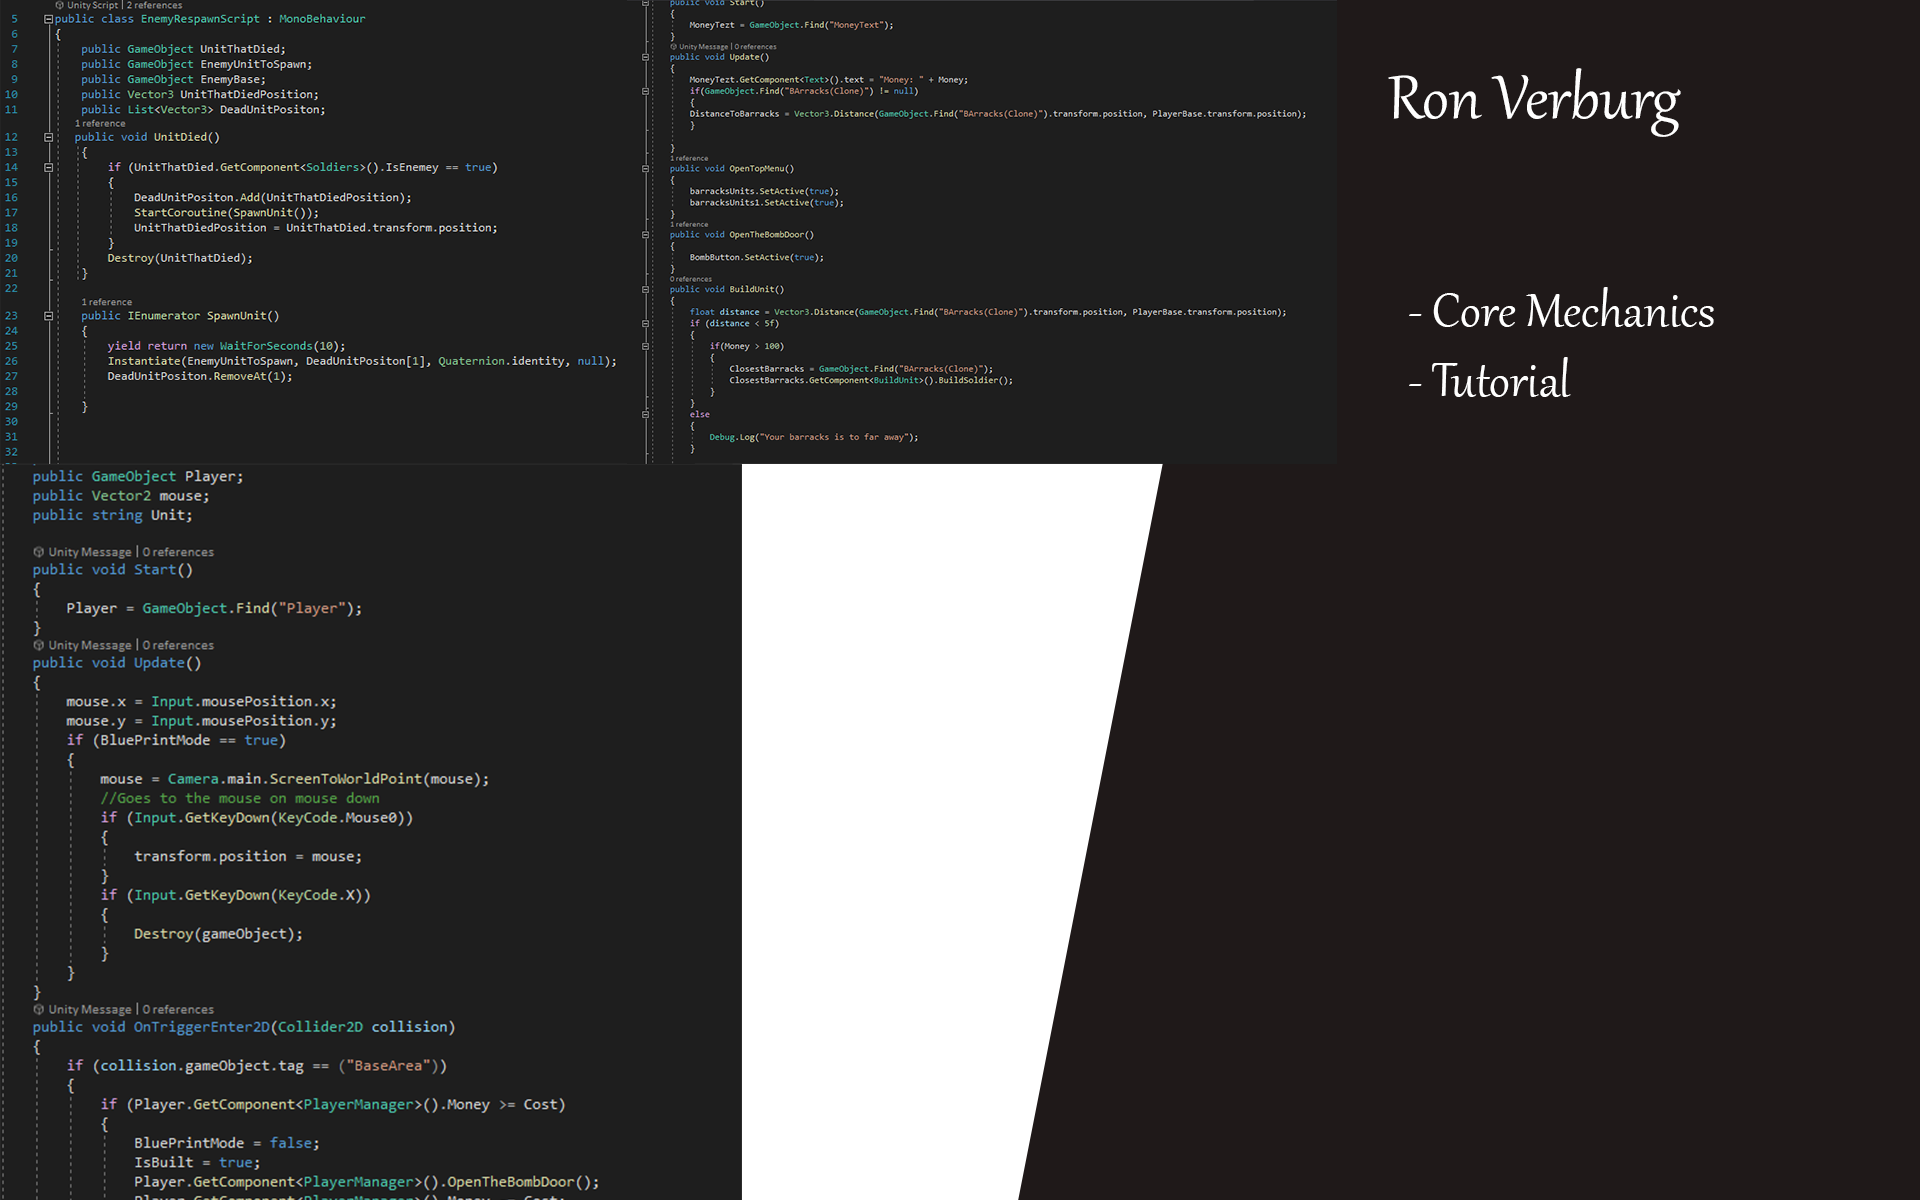 Unity Script | 2 references
5 public class EnemyRespawnScript : MonoBehaviour
6 {
7 public GameObject UnitThatDied;
8 public GameObject EnemyUnitToSpawn;
9 public GameObject EnemyBase;
10 public Vector3 UnitThatDiedPosition;
11 public List<Vector3> DeadUnitPositon;
1 reference
12 public void UnitDied()
13 {
14 if (UnitThatDied.GetComponent<Soldiers>().IsEnemey == true)
15 {
16 DeadUnitPositon.Add(UnitThatDiedPosition);
17 StartCoroutine(SpawnUnit());
18 UnitThatDiedPosition = UnitThatDied.transform.position;
19 }
20 Destroy(UnitThatDied);
21 }
22
1 reference
23 public IEnumerator SpawnUnit()
24 {
25 yield return new WaitForSeconds(10);
26 Instantiate(EnemyUnitToSpawn, DeadUnitPositon[1], Quaternion.identity, null);
27 DeadUnitPositon.RemoveAt(1);
28
29 }
30
31
32
public void Start()
{
MoneyTezt = GameObject.Find("MoneyText");
}
Unity Message | 0 references
public void Update()
{
MoneyTezt.GetComponent<Text>().text = "Money: " + Money;
if(GameObject.Find("BArracks(Clone)") != null)
{
DistanceToBarracks = Vector3.Distance(GameObject.Find("BArracks(Clone)").transform.position, PlayerBase.transform.position);
}
}
1 reference
public void OpenTopMenu()
{
barracksUnits.SetActive(true);
barracksUnits1.SetActive(true);
}
1 reference
public void OpenTheBombDoor()
{
BombButton.SetActive(true);
}
0 references
public void BuildUnit()
{
float distance = Vector3.Distance(GameObject.Find("BArracks(Clone)").transform.position, PlayerBase.transform.position);
if (distance < 5f)
{
if(Money > 100)
{
ClosestBarracks = GameObject.Find("BArracks(Clone)");
ClosestBarracks.GetComponent<BuildUnit>().BuildSoldier();
}
}
else
{
Debug.Log("Your barracks is to far away");
}
Ron Verburg
- Core Mechanics
- Tutorial
public GameObject Player;
public Vector2 mouse;
public string Unit;
Unity Message | 0 references
public void Start()
{
Player = GameObject.Find("Player");
}
Unity Message | 0 references
public void Update()
{
mouse.x = Input.mousePosition.x;
mouse.y = Input.mousePosition.y;
if (BluePrintMode == true)
{
mouse = Camera.main.ScreenToWorldPoint(mouse);
//Goes to the mouse on mouse down
if (Input.GetKeyDown(KeyCode.Mouse0))
{
transform.position = mouse;
}
if (Input.GetKeyDown(KeyCode.X))
{
Destroy(gameObject);
}
}
}
Unity Message | 0 references
public void OnTriggerEnter2D(Collider2D collision)
{
if (collision.gameObject.tag == ("BaseArea"))
{
if (Player.GetComponent<PlayerManager>().Money >= Cost)
{
BluePrintMode = false;
IsBuilt = true;
Player.GetComponent<PlayerManager>().OpenTheBombDoor();